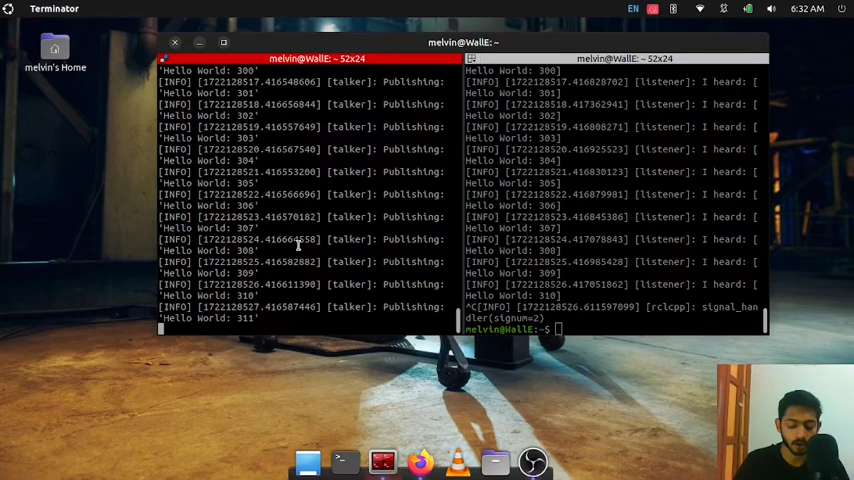 Terminator
EN
6:32 AM
melvin's Home
melvin@WallE: ~
melvin@WallE: ~ 52x24
'Hello World: 300'
[INFO] [1722128517.416548606] [talker]: Publishing:
'Hello World: 301'
[INFO] [1722128518.416656844] [talker]: Publishing:
'Hello World: 302'
[INFO] [1722128519.416557649] [talker]: Publishing:
'Hello World: 303'
[INFO] [1722128520.416567540] [talker]: Publishing:
'Hello World: 304'
[INFO] [1722128521.416553200] [talker]: Publishing:
'Hello World: 305'
[INFO] [1722128522.416566696] [talker]: Publishing:
'Hello World: 306'
[INFO] [1722128523.416570182] [talker]: Publishing:
'Hello World: 307'
[INFO] [talker]: Publishing:
'Hello World: 308'
[INFO] [1722128525.416582882] [talker]: Publishing:
'Hello World: 309'
[INFO] [1722128526.416611390] [talker]: Publishing:
'Hello World: 310'
[INFO] [1722128527.416587446] [talker]: Publishing:
'Hello World: 311'
melvin@WallE: ~ 52x24
Hello World: 300]
[INFO] [1722128517.416828702] [listener]: I heard: [
Hello World: 301]
[INFO] [1722128518.417362941] [listener]: I heard: [
Hello World: 302]
[INFO] [1722128519.416808271] [listener]: I heard: [
Hello World: 303]
[INFO] [1722128520.416925523] [listener]: I heard: [
Hello World: 304]
[INFO] [1722128521.416830123] [listener]: I heard: [
Hello World: 305]
[INFO] [1722128522.416879981] [listener]: I heard: [
Hello World: 306]
[INFO] [1722128523.416845386] [listener]: I heard: [
Hello World: 307]
[INFO] [1722128524.417078843] [listener]: I heard: [
Hello World: 308]
[INFO] [1722128525.416985428] [listener]: I heard: [
Hello World: 309]
[INFO] [1722128526.417051862] [listener]: I heard: [
Hello World: 310]
^C[INFO] [1722128526.611597099] [rclcpp]: signal_han
dler(signum=2)
melvin@WallE:~$